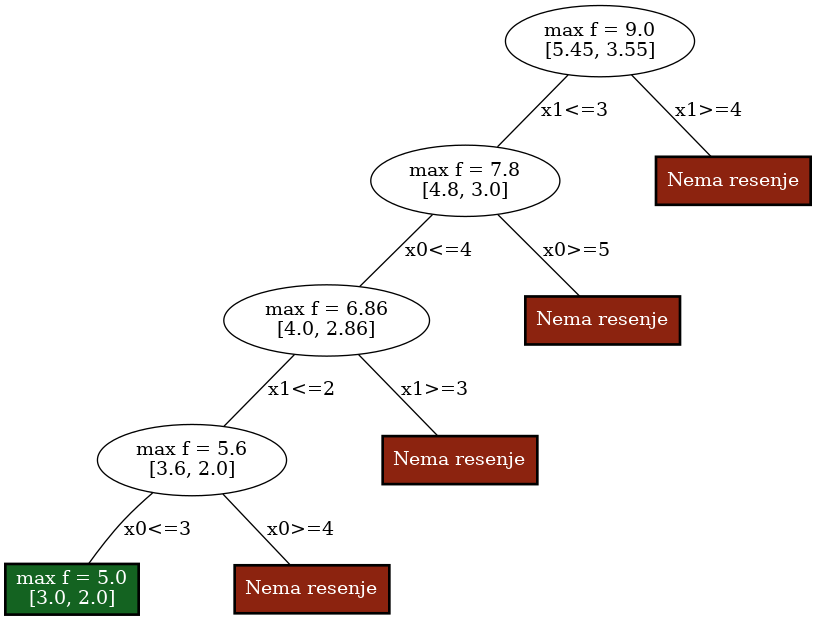 max f = 9.0
[5.45, 3.55]
x1<=3
x1>=4
max f = 7.8
[4.8, 3.0]
Nema resenje
x0<=4
x0>=5
max f = 6.86
[4.0, 2.86]
Nema resenje
x1<=2
x1>=3
max f = 5.6
[3.6, 2.0]
Nema resenje
x0<=3
x0>=4
max f = 5.0
[3.0, 2.0]
Nema resenje